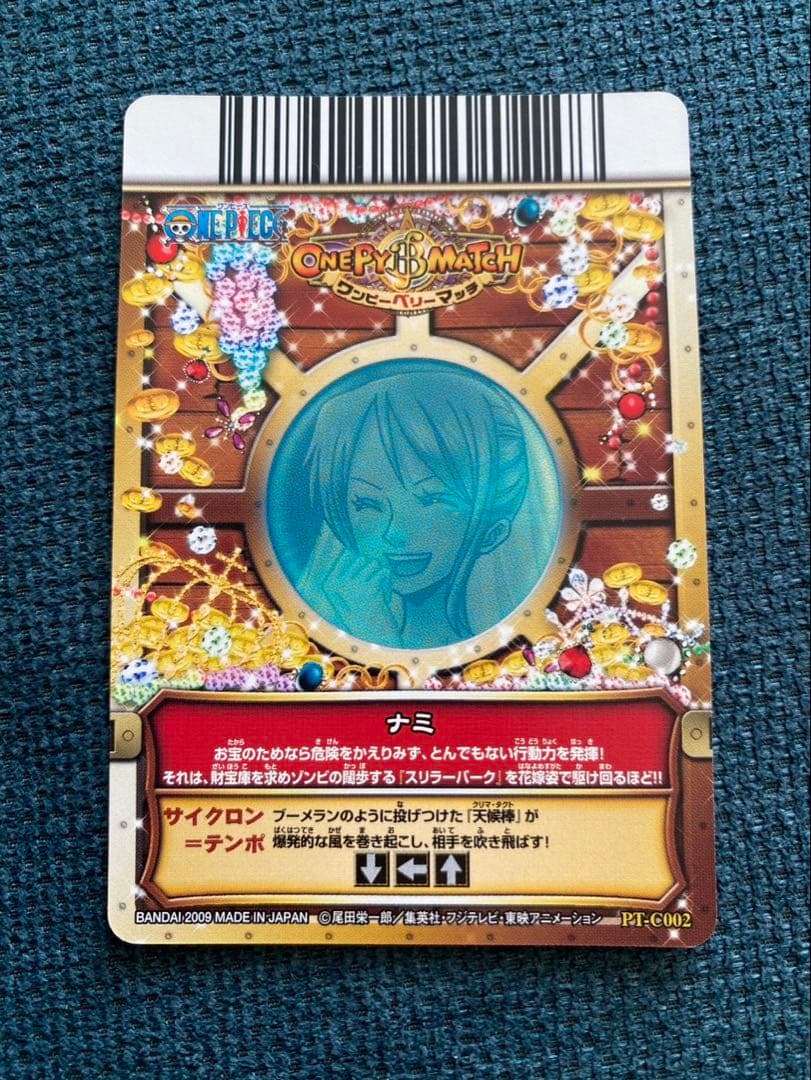 ワンピース
ONE PIECE
ONEPY B MATCH
ワンピーベリーマッチ
ナミ
お宝のためなら危険をかえりみず、とんでもない行動力を発揮!
それは、財宝庫を求めゾンビの闊歩する『スリラーバーク』を花嫁姿で駆け回るほど!!
サイクロン
=テンポ
ブーメランのように投げつけた『天候棒』が
爆発的な風を巻き起こし、相手を吹き飛ばす!
BANDAI 2009 MADE IN JAPAN ©尾田栄一郎/集英社・フジテレビ・東映アニメーション PT-C002